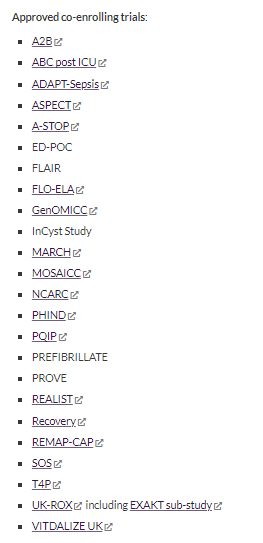 Approved co-enrolling trials:
A2B
ABC post ICU
ADAPT-Sepsis
ASPECT
A-STOP
ED-POC
FLAIR
FLO-ELA
GenOMICC
InCyst Study
MARCH
MOSAICC
NCARC
PHIND
PQIP
PREFIBRILLATE
PROVE
REALIST
Recovery
REMAP-CAP
SOS
T4P
UK-ROX including EXAKT sub-study
VITDALIZE UK